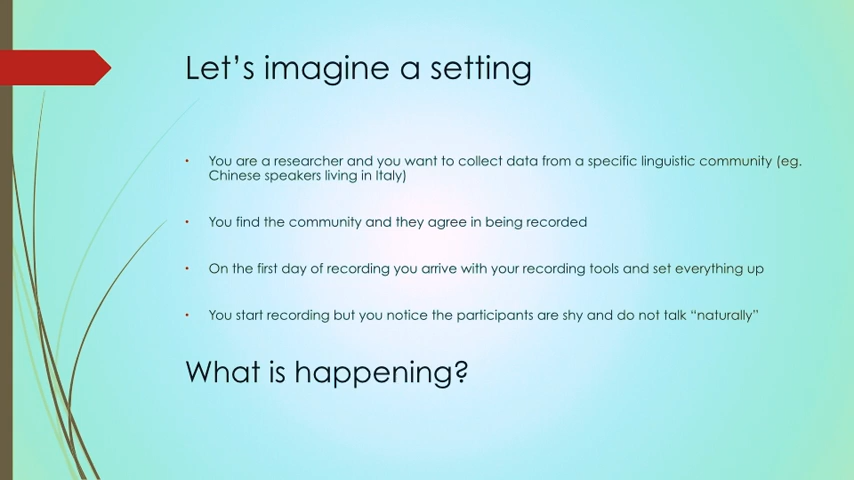 Let’s imagine a setting
• You are a researcher and you want to collect data from a specific linguistic community (eg.
Chinese speakers living in Italy)
• You find the community and they agree in being recorded
• On the first day of recording you arrive with your recording tools and set everything up
• You start recording but you notice the participants are shy and do not talk “naturally”
What is happening?